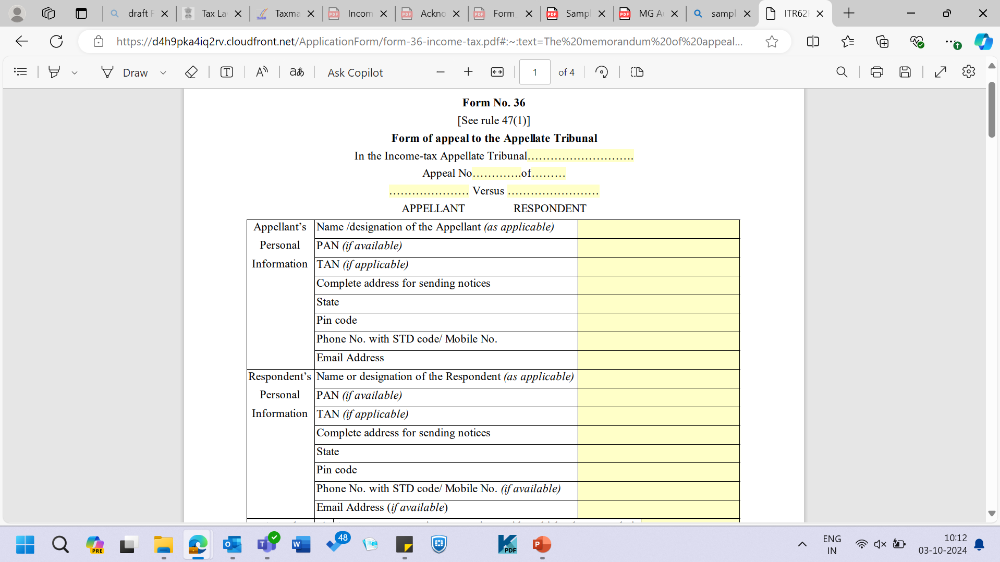 draft F
Tax La
Taxma
Incom
Ackno
Form_
Sampl
MG A
sampl
ITR62I
https://d4h9pka4iq2rv.cloudfront.net/ApplicationForm/form-36-income-tax.pdf#:~:text=The%20memorandum%20of%20appeal...
Draw
Ask Copilot
1 of 4
Form No. 36
[See rule 47(1)]
Form of appeal to the Appellate Tribunal
In the Income-tax Appellate Tribunal……………………….
Appeal No………….of………
………………… Versus ……………………
APPELLANT RESPONDENT
Appellant's Personal Information
Name /designation of the Appellant (as applicable)
PAN (if available)
TAN (if applicable)
Complete address for sending notices
State
Pin code
Phone No. with STD code/ Mobile No.
Email Address
Respondent's Personal Information
Name or designation of the Respondent (as applicable)
PAN (if available)
TAN (if applicable)
Complete address for sending notices
State
Pin code
Phone No. with STD code/ Mobile No. (if available)
Email Address (if available)
PRE
48
PDF
ENG
IN
10:12
03-10-2024